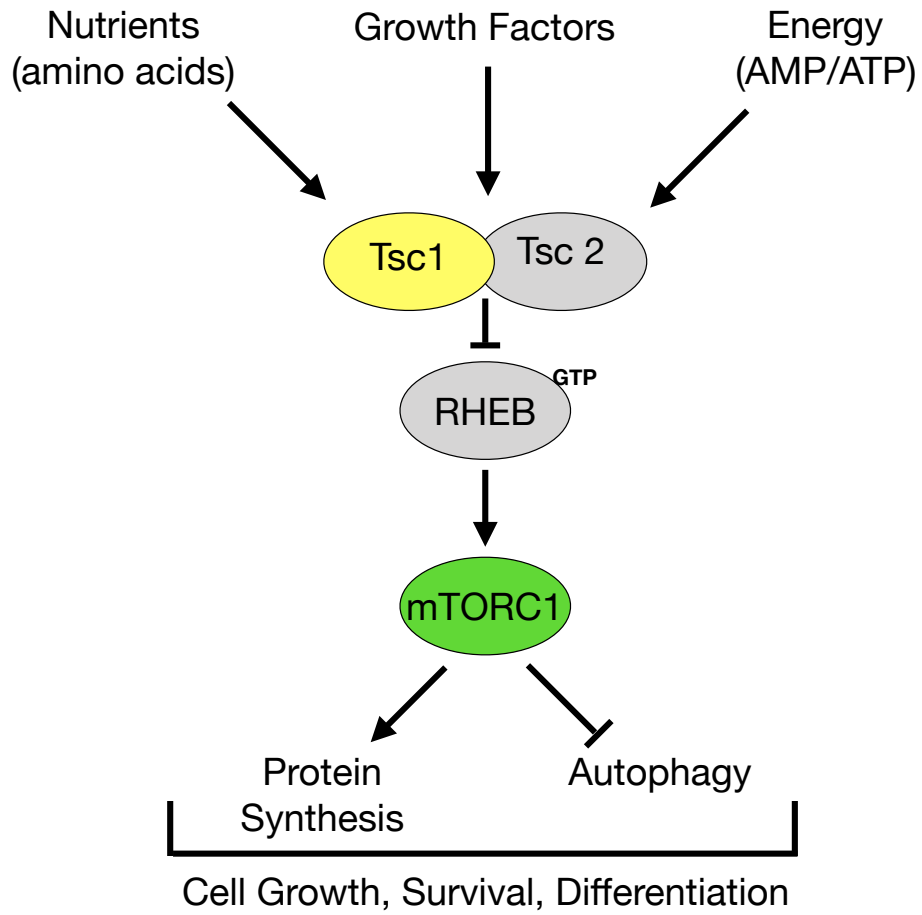 Nutrients
(amino acids)
Growth Factors
Energy
(AMP/ATP)
Tsc1
Tsc 2
GTP
RHEB
mTORC1
Protein
Synthesis
Autophagy
Cell Growth, Survival, Differentiation